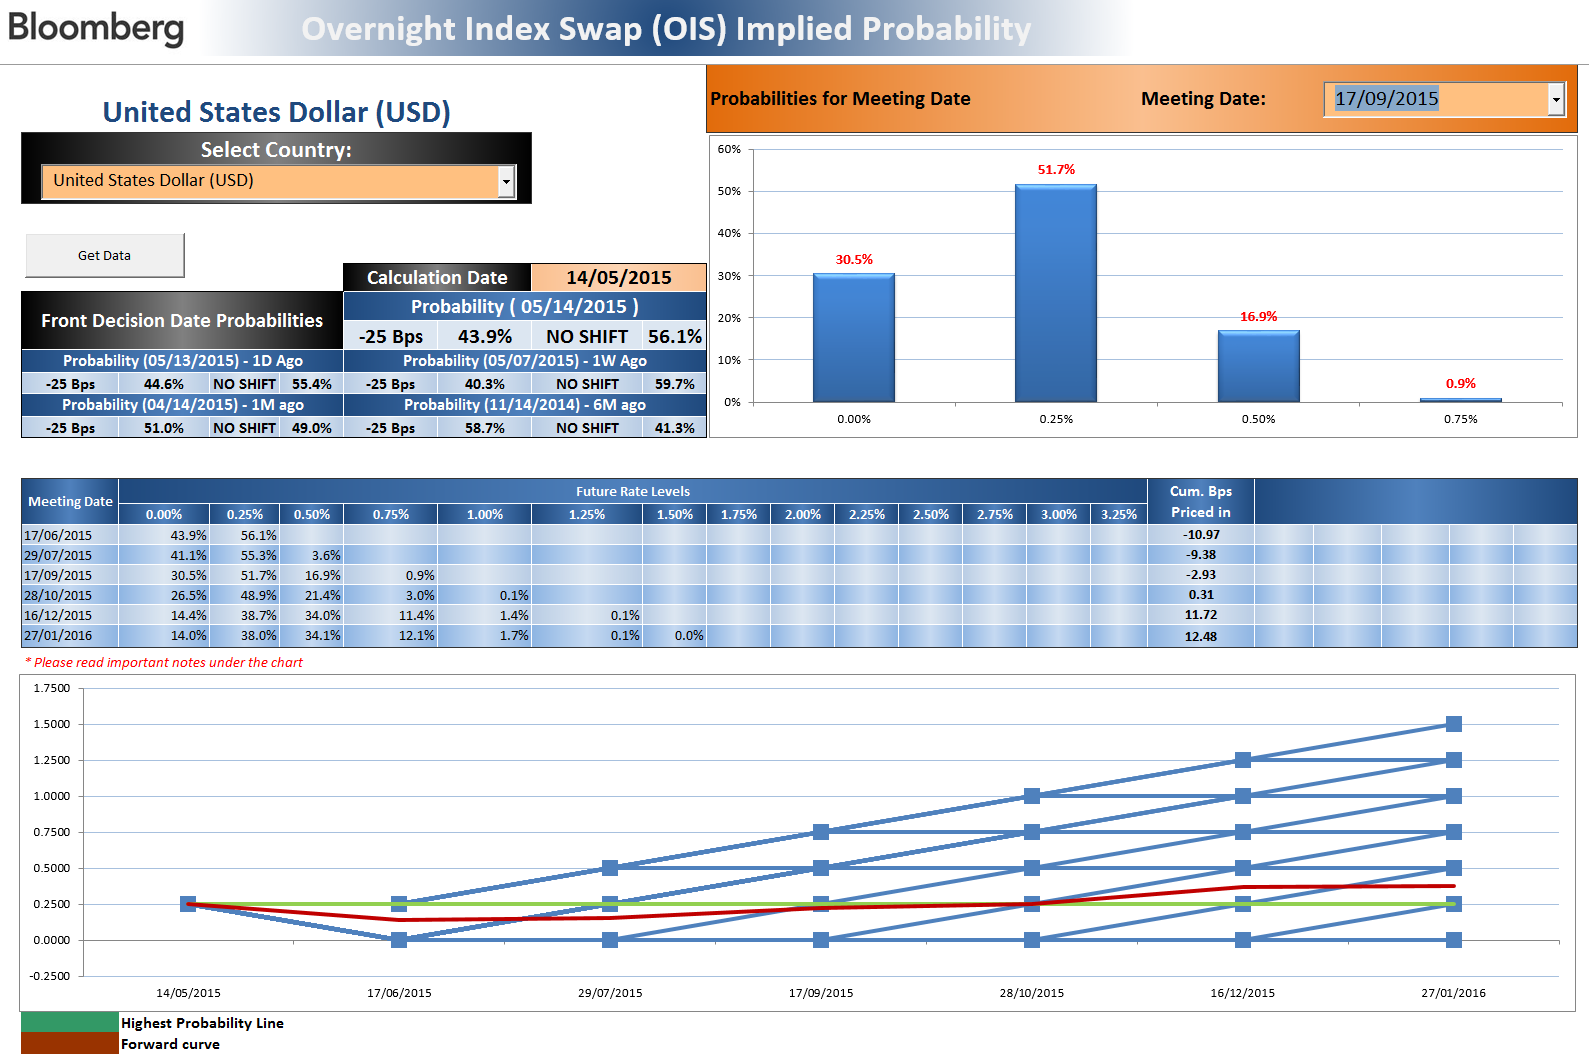 Bloomberg
Overnight Index Swap (OIS) Implied Probability
United States Dollar (USD)
Select Country:
United States Dollar (USD)
Get Data
Calculation Date 14/05/2015
Front Decision Date Probabilities
Probability ( 05/14/2015 )
-25 Bps 43.9% NO SHIFT 56.1%
Probability (05/13/2015) - 1D Ago Probability (05/07/2015) - 1W Ago
-25 Bps 44.6% NO SHIFT 55.4% -25 Bps 40.3% NO SHIFT 59.7%
Probability (04/14/2015) - 1M ago Probability (11/14/2014) - 6M ago
-25 Bps 51.0% NO SHIFT 49.0% -25 Bps 58.7% NO SHIFT 41.3%
Probabilities for Meeting Date Meeting Date: 17/09/2015
60%
50%
40%
30%
20%
10%
0%
30.5%
51.7%
16.9%
0.9%
0.00% 0.25% 0.50% 0.75%
Meeting Date Future Rate Levels Cum. Bps Priced in
0.00% 0.25% 0.50% 0.75% 1.00% 1.25% 1.50% 1.75% 2.00% 2.25% 2.50% 2.75% 3.00% 3.25%
17/06/2015 43.9% 56.1% -10.97
29/07/2015 41.1% 55.3% 3.6% -9.38
17/09/2015 30.5% 51.7% 16.9% 0.9% -2.93
28/10/2015 26.5% 48.9% 21.4% 3.0% 0.1% 0.31
16/12/2015 14.4% 38.7% 34.0% 11.4% 1.4% 0.1% 11.72
27/01/2016 14.0% 38.0% 34.1% 12.1% 1.7% 0.1% 0.0% 12.48
* Please read important notes under the chart
1.7500
1.5000
1.2500
1.0000
0.7500
0.5000
0.2500
0.0000
-0.2500
14/05/2015 17/06/2015 29/07/2015 17/09/2015 28/10/2015 16/12/2015 27/01/2016
Highest Probability Line
Forward curve